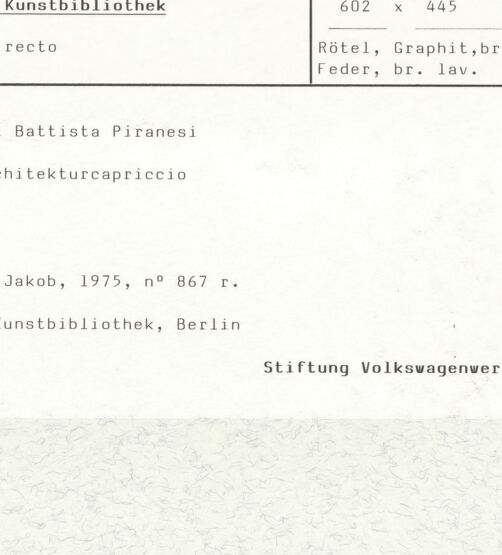 Kunstbibliothek
602 x 445
recto
Rötel, Graphit,br
Feder, br. lav.
Battista Piranesi
hitekturcapriccio
Jakob, 1975, nº 867 r.
unstbibliothek, Berlin
Stiftung Volkswagenwer